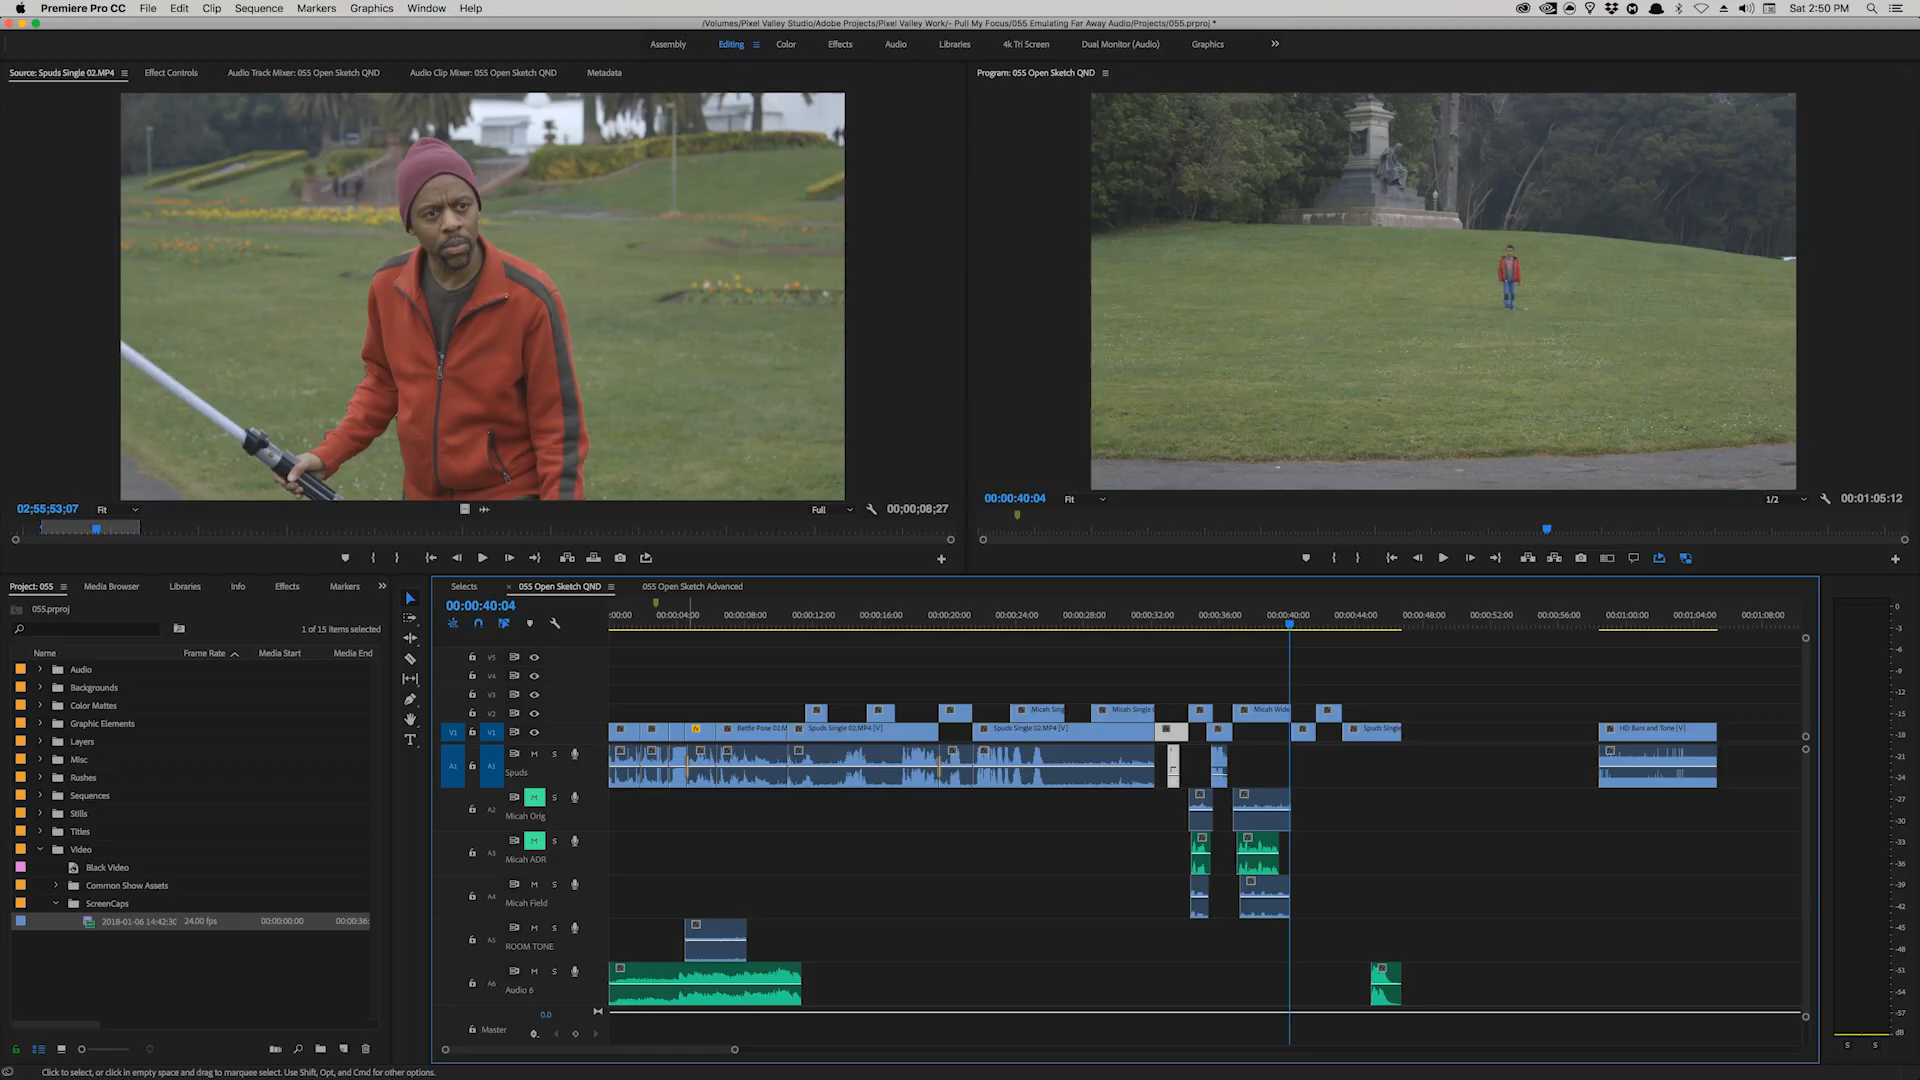 Premiere Pro CC File Edit Clip Sequence Markers Graphics Window Help Sat 2:50 PM
/Volumes/Pixel Valley Studio/Adobe Projects/Pixel Valley Work/- Pull My Focus/055 Emulating Far Away Audio/Projects/055.prproj *
Assembly Editing Color Effects Audio Libraries 4k Tri Screen Dual Monitor (Audio) Graphics
Source: Spuds Single 02.MP4 Effect Controls Audio Track Mixer: 055 Open Sketch QND Audio Clip Mixer: 055 Open Sketch QND Metadata Program: 055 Open Sketch QND
00:00:40:04 Fit 1/2 00:01:05:12
02;55;53;07 Fit Full 00;00;08;27
Project: 055 Media Browser Libraries Info Effects Markers Selects 055 Open Sketch QND 055 Open Sketch Advanced
055.prproj 00:00:40:04
:00:00 00:00:04:00 00:00:08:00 00:00:12:00 00:00:16:00 00:00:20:00 00:00:24:00 00:00:28:00 00:00:32:00 00:00:36:00 00:00:40:00 00:00:44:00 00:00:48:00 00:00:52:00 00:00:56:00 00:01:00:00 00:01:04:00 00:01:08:00
1 of 15 items selected
Name Frame Rate Media Start Media End
Audio
Backgrounds
Color Mattes
Graphic Elements
Layers
Misc
Rushes
Sequences
Stills
Titles
Video
Black Video
Common Show Assets
ScreenCaps
2018-01-06 14:42:30 24.00 fps 00:00:00:00 00:00:36:
V5
V4
V3
V2 Micah Sing Micah Single Micah Wide
V1 V1 Battle Pose 02.M Spuds Single 02.MP4 [V] Spuds Single 02.MP4 [V] Spuds Single HD Bars and Tone [V]
M S
A1 A1 Spuds
M S
A2 Micah Orig
M S
A3 Micah ADR
M S
A4 Micah Field
M S
A5 ROOM TONE
M S
A6 Audio 6
0.0
Master
0
-3
-6
-9
-12
-15
-18
-21
-24
-27
-30
-33
-36
-39
-42
-45
-48
-51
-54
-57
dB
S S
Click to select, or click in empty space and drag to marquee select. Use Shift, Opt, and Cmd for other options.